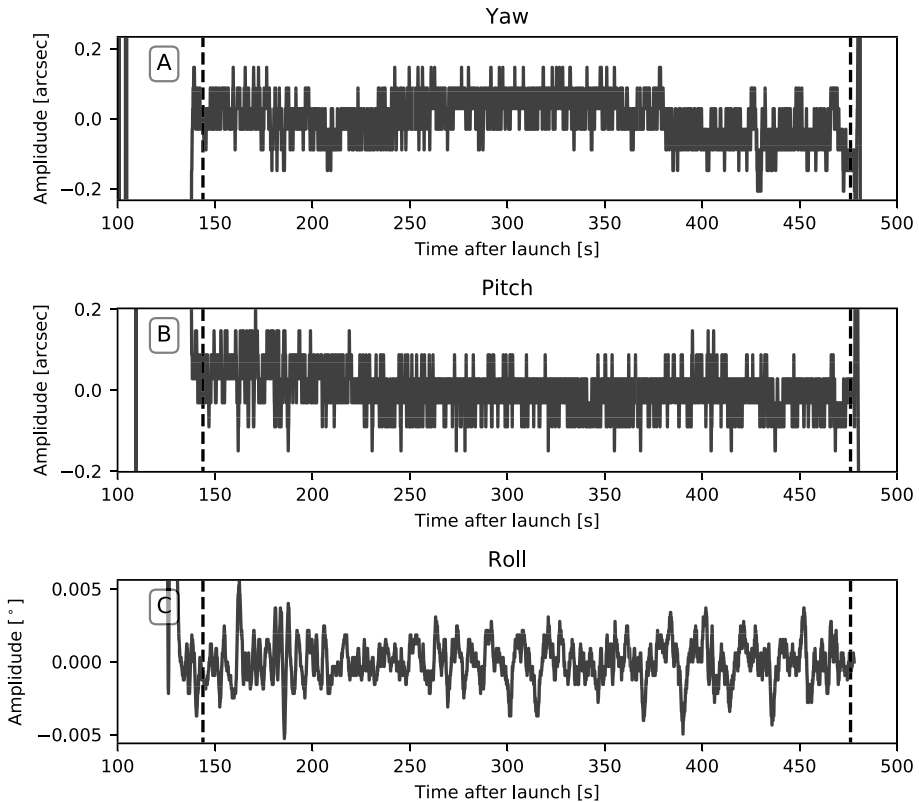 Yaw
A
Amplidude [arcsec]
0.2
0.0
−0.2
100 150 200 250 300 350 400 450 500
Time after launch [s]
Pitch
B
Amplidude [arcsec]
0.2
0.0
−0.2
100 150 200 250 300 350 400 450 500
Time after launch [s]
Roll
C
Amplidude [°]
0.005
0.000
−0.005
100 150 200 250 300 350 400 450 500
Time after launch [s]